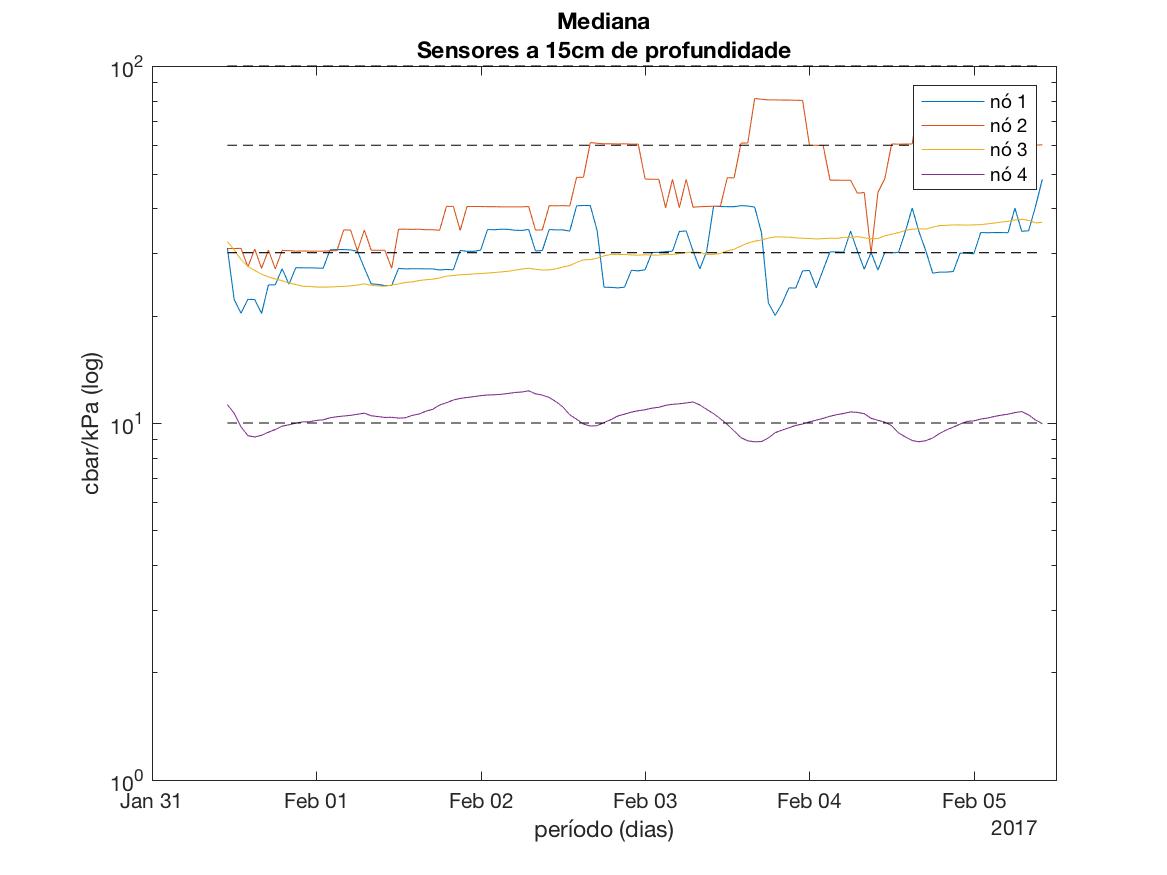 Mediana
Sensores a 15cm de profundidade
10^2
10^1
10^0
cbar/kPa (log)
nó 1
nó 2
nó 3
nó 4
Jan 31 Feb 01 Feb 02 Feb 03 Feb 04 Feb 05
2017
período (dias)